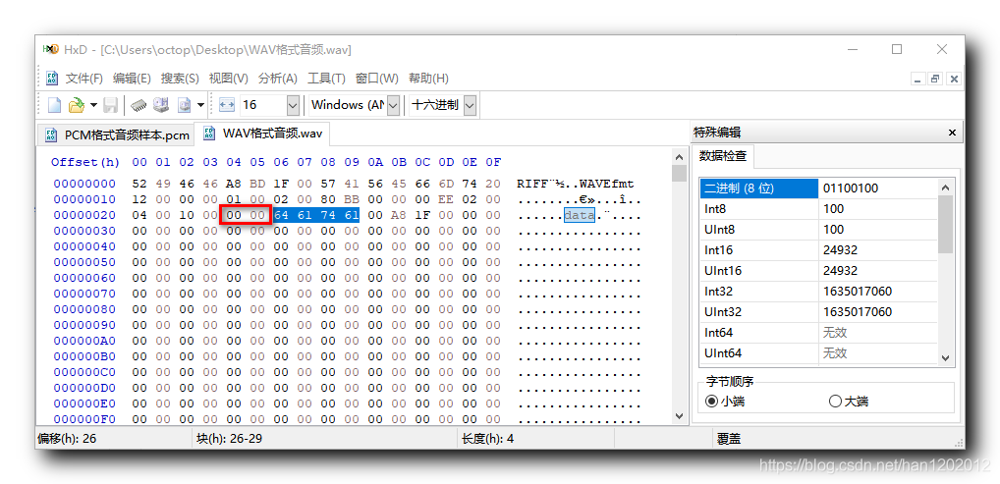 HxD - [C:\Users\octop\Desktop\WAV格式音频.wav]
文件(F) 编辑(E) 搜索(S) 视图(V) 分析(A) 工具(T) 窗口(W) 帮助(H)
16 Windows (AN 十六进制
PCM格式音频样本.pcm WAV格式音频.wav
Offset(h) 00 01 02 03 04 05 06 07 08 09 0A 0B 0C 0D 0E 0F
00000000 52 49 46 46 A8 BD 1F 00 57 41 56 45 66 6D 74 20 RIFF¨½..WAVEfmt
00000010 12 00 00 00 01 00 02 00 80 BB 00 00 00 EE 02 00 ........€»...î..
00000020 04 00 10 00 00 00 64 61 74 61 00 A8 1F 00 00 00 ......data.¨....
00000030 00 00 00 00 00 00 00 00 00 00 00 00 00 00 00 00 ................
00000040 00 00 00 00 00 00 00 00 00 00 00 00 00 00 00 00 ................
00000050 00 00 00 00 00 00 00 00 00 00 00 00 00 00 00 00 ................
00000060 00 00 00 00 00 00 00 00 00 00 00 00 00 00 00 00 ................
00000070 00 00 00 00 00 00 00 00 00 00 00 00 00 00 00 00 ................
00000080 00 00 00 00 00 00 00 00 00 00 00 00 00 00 00 00 ................
00000090 00 00 00 00 00 00 00 00 00 00 00 00 00 00 00 00 ................
000000A0 00 00 00 00 00 00 00 00 00 00 00 00 00 00 00 00 ................
000000B0 00 00 00 00 00 00 00 00 00 00 00 00 00 00 00 00 ................
000000C0 00 00 00 00 00 00 00 00 00 00 00 00 00 00 00 00 ................
000000D0 00 00 00 00 00 00 00 00 00 00 00 00 00 00 00 00 ................
000000E0 00 00 00 00 00 00 00 00 00 00 00 00 00 00 00 00 ................
000000F0 00 00 00 00 00 00 00 00 00 00 00 00 00 00 00 00 ................
特殊编辑
数据检查
二进制 (8 位) 01100100
Int8 100
UInt8 100
Int16 24932
UInt16 24932
Int32 1635017060
UInt32 1635017060
Int64 无效
UInt64 无效
字节顺序
小端 大端
偏移(h): 26 块(h): 26-29 长度(h): 4 覆盖
https://blog.csdn.net/han1202012